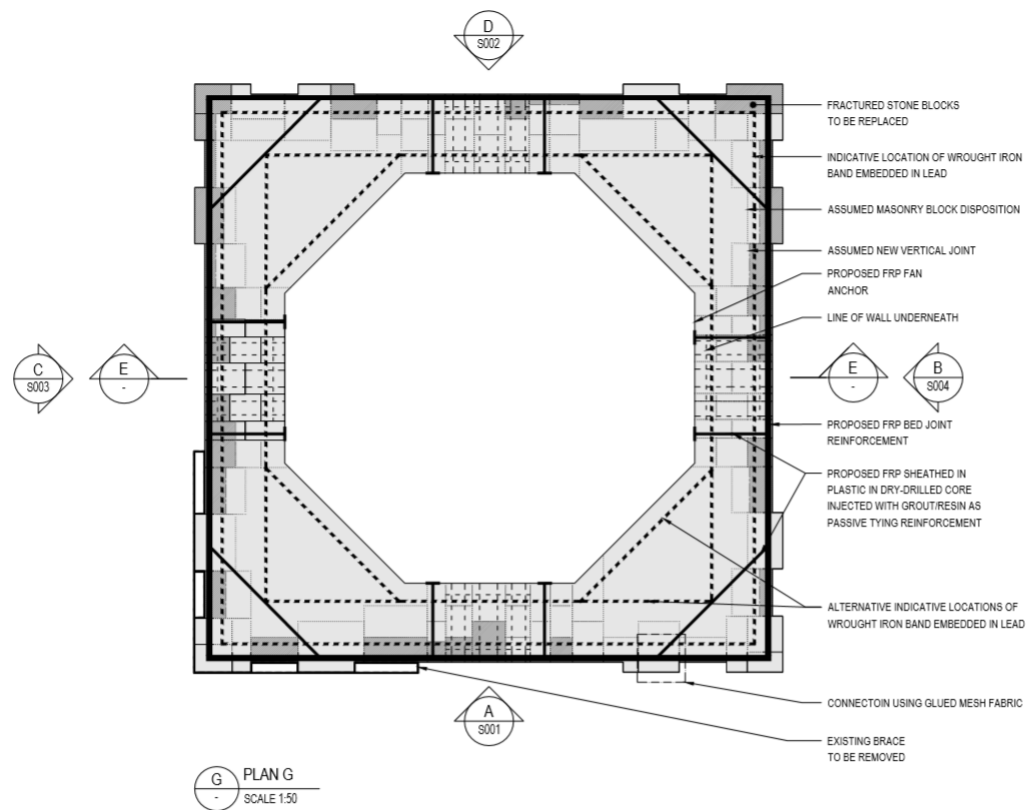 D
S002
FRACTURED STONE BLOCKS
TO BE REPLACED
INDICATIVE LOCATION OF WROUGHT IRON
BAND EMBEDDED IN LEAD
ASSUMED MASONRY BLOCK DISPOSITION
ASSUMED NEW VERTICAL JOINT
PROPOSED FRP FAN
ANCHOR
LINE OF WALL UNDERNEATH
C
S003
E
-
E
-
B
S004
PROPOSED FRP BED JOINT
REINFORCEMENT
PROPOSED FRP SHEATHED IN
PLASTIC IN DRY-DRILLED CORE
INJECTED WITH GROUT/RESIN AS
PASSIVE TYING REINFORCEMENT
ALTERNATIVE INDICATIVE LOCATIONS OF
WROUGHT IRON BAND EMBEDDED IN LEAD
CONNECTOIN USING GLUED MESH FABRIC
A
S001
EXISTING BRACE
TO BE REMOVED
G
-
PLAN G
SCALE 1:50